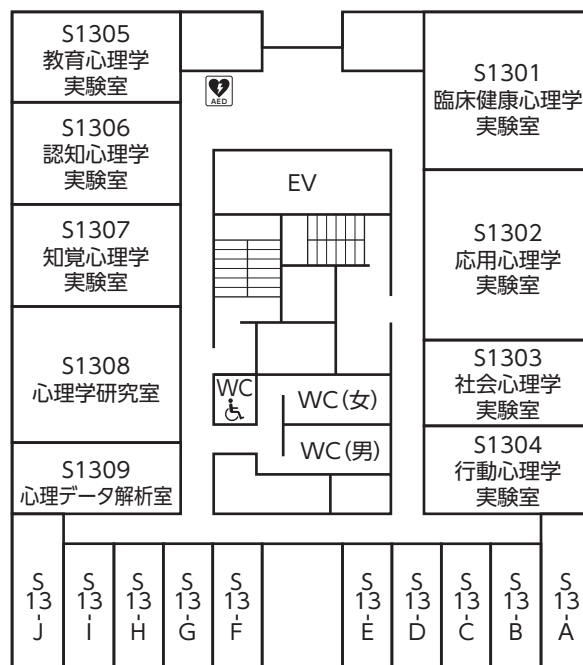 S1305
教育心理学
実験室
S1301
臨床健康心理学
実験室
AED
S1306
認知心理学
実験室
EV
S1302
応用心理学
実験室
S1307
知覚心理学
実験室
S1308
心理学研究室
S1303
社会心理学
実験室
WC
WC(女)
WC(男)
S1304
行動心理学
実験室
S1309
心理データ解析室
S13-J
S13-I
S13-H
S13-G
S13-F
S13-E
S13-D
S13-C
S13-B
S13-A